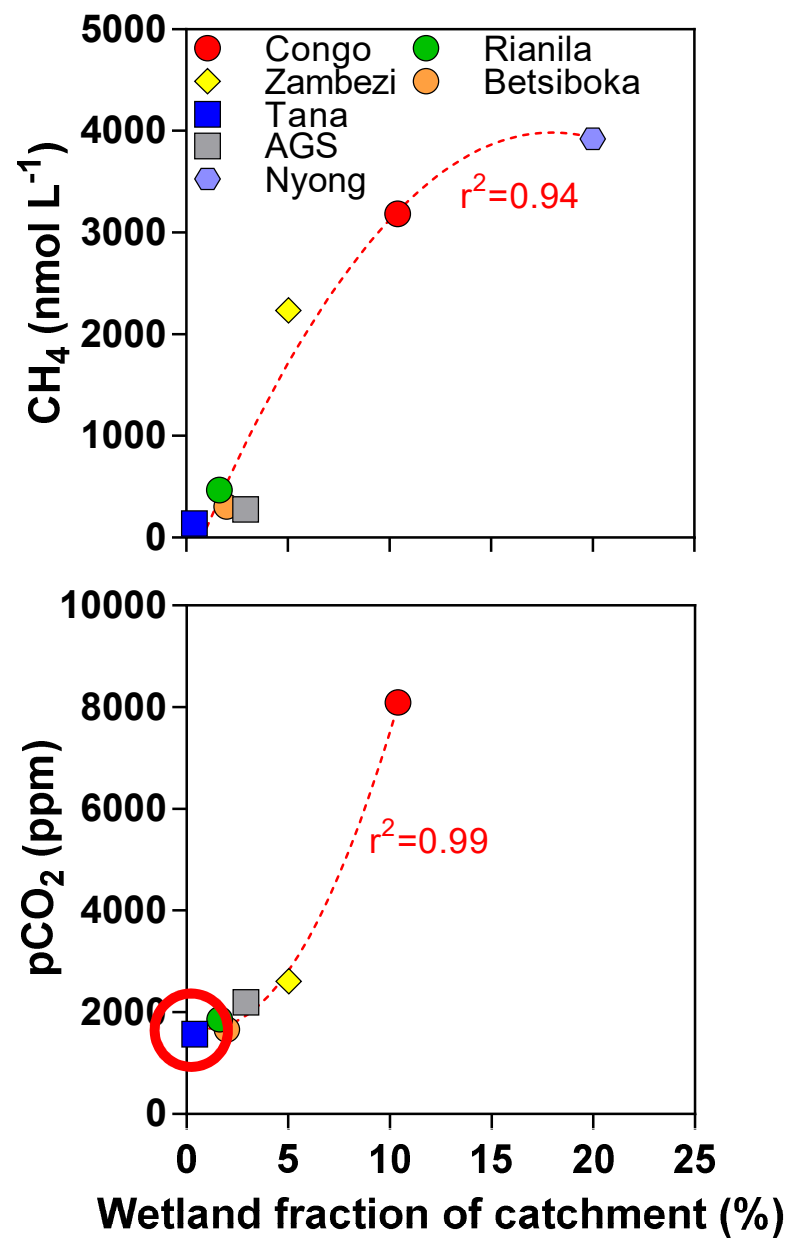 5000
Congo
Rianila
Zambezi
Betsiboka
Tana
4000
AGS
Nyong
r²=0.94
3000
2000
1000
0
CH₄ (nmol L⁻¹)
10000
8000
6000
r²=0.99
4000
2000
0
pCO₂ (ppm)
0 5 10 15 20 25
Wetland fraction of catchment (%)